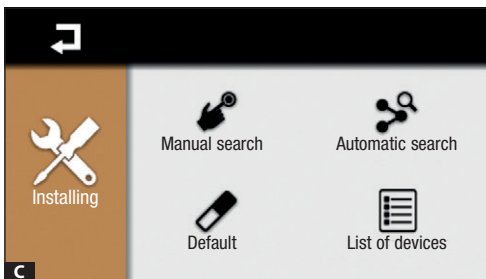 Manual search
Automatic search
Installing
Default
List of devices
C